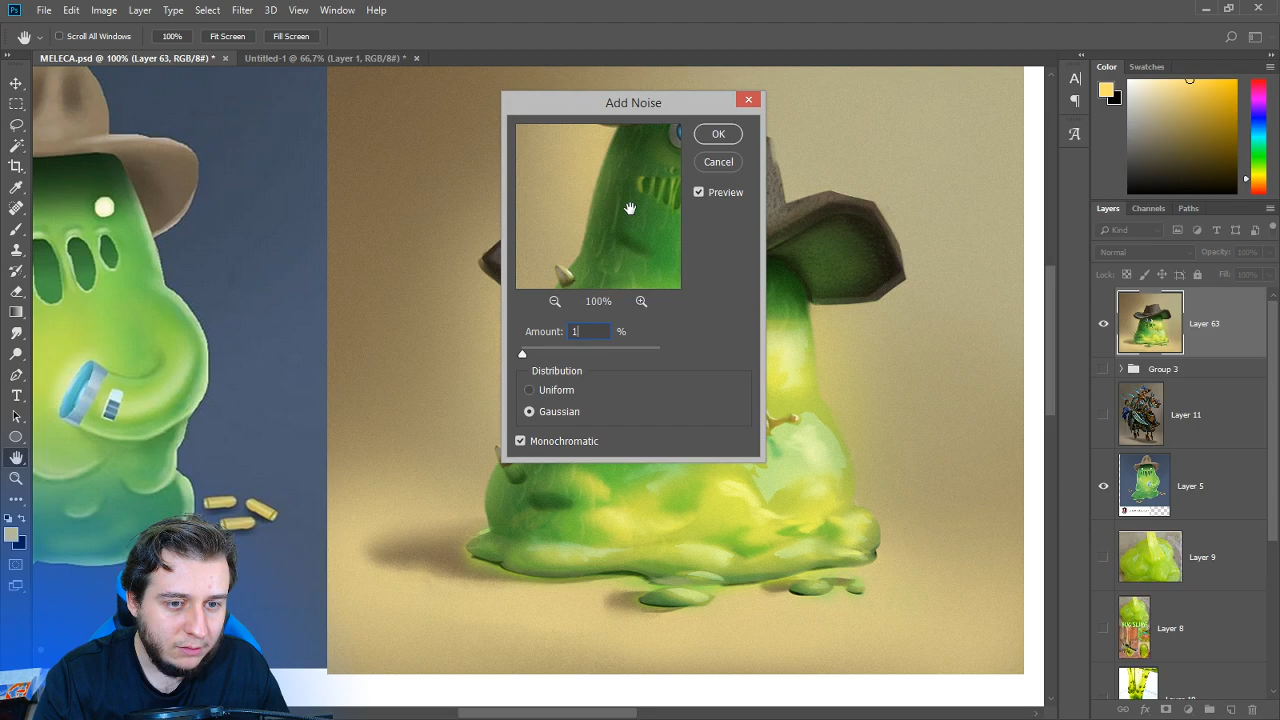 Ps File Edit Image Layer Type Select Filter 3D View Window Help
Scroll All Windows 100% Fit Screen Fill Screen
MELECA.psd @ 100% (Layer 63, RGB/8#) * × Untitled-1 @ 66,7% (Layer 1, RGB/8#) * ×
Color Swatches
Add Noise
OK
Cancel
Preview
100%
Amount: 1 %
Distribution
Uniform
Gaussian
Monochromatic
Layers Channels Paths
Kind
Normal Opacity: 100%
Lock: Fill: 100%
Layer 63
Group 3
Layer 11
Layer 5
Layer 9
Layer 8